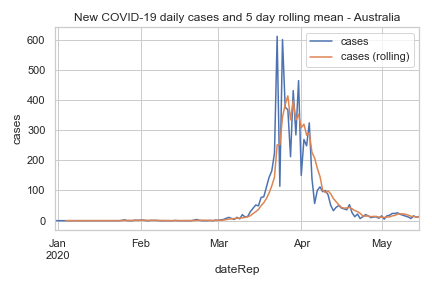 New COVID-19 daily cases and 5 day rolling mean - Australia
cases
cases (rolling)
600
500
400
300
200
100
0
cases
Jan Feb Mar Apr May
2020
dateRep